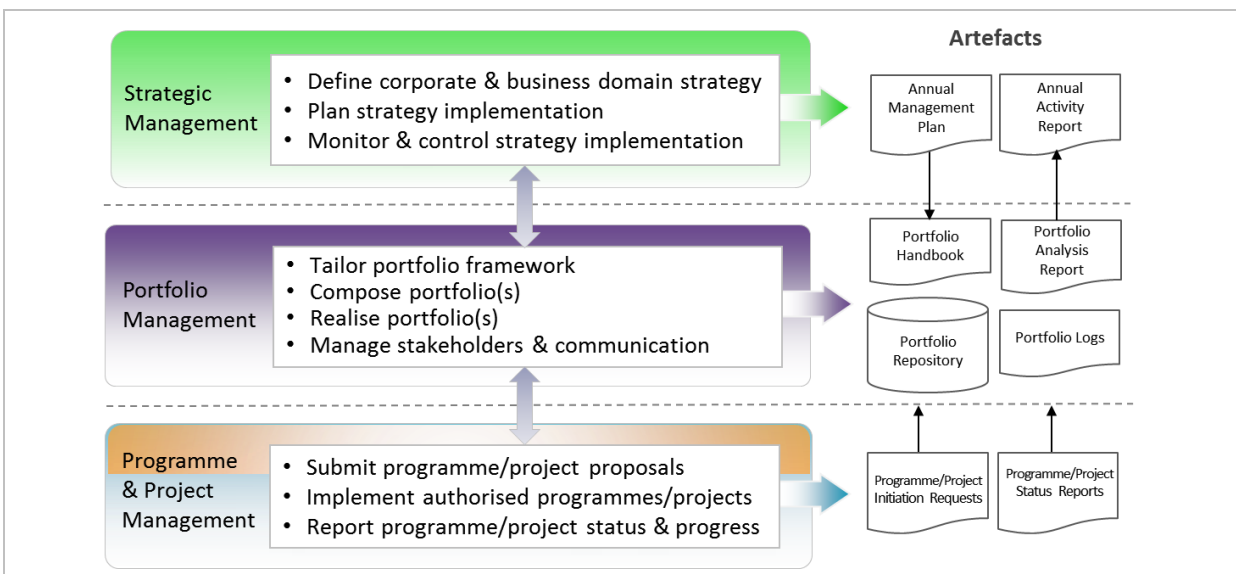 Artefacts
Strategic
Management
• Define corporate & business domain strategy
• Plan strategy implementation
• Monitor & control strategy implementation
Annual
Management
Plan
Annual
Activity
Report
Portfolio
Management
• Tailor portfolio framework
• Compose portfolio(s)
• Realise portfolio(s)
• Manage stakeholders & communication
Portfolio
Handbook
Portfolio
Analysis
Report
Portfolio
Repository
Portfolio Logs
Programme
& Project
Management
• Submit programme/project proposals
• Implement authorised programmes/projects
• Report programme/project status & progress
Programme/Project
Initiation Requests
Programme/Project
Status Reports